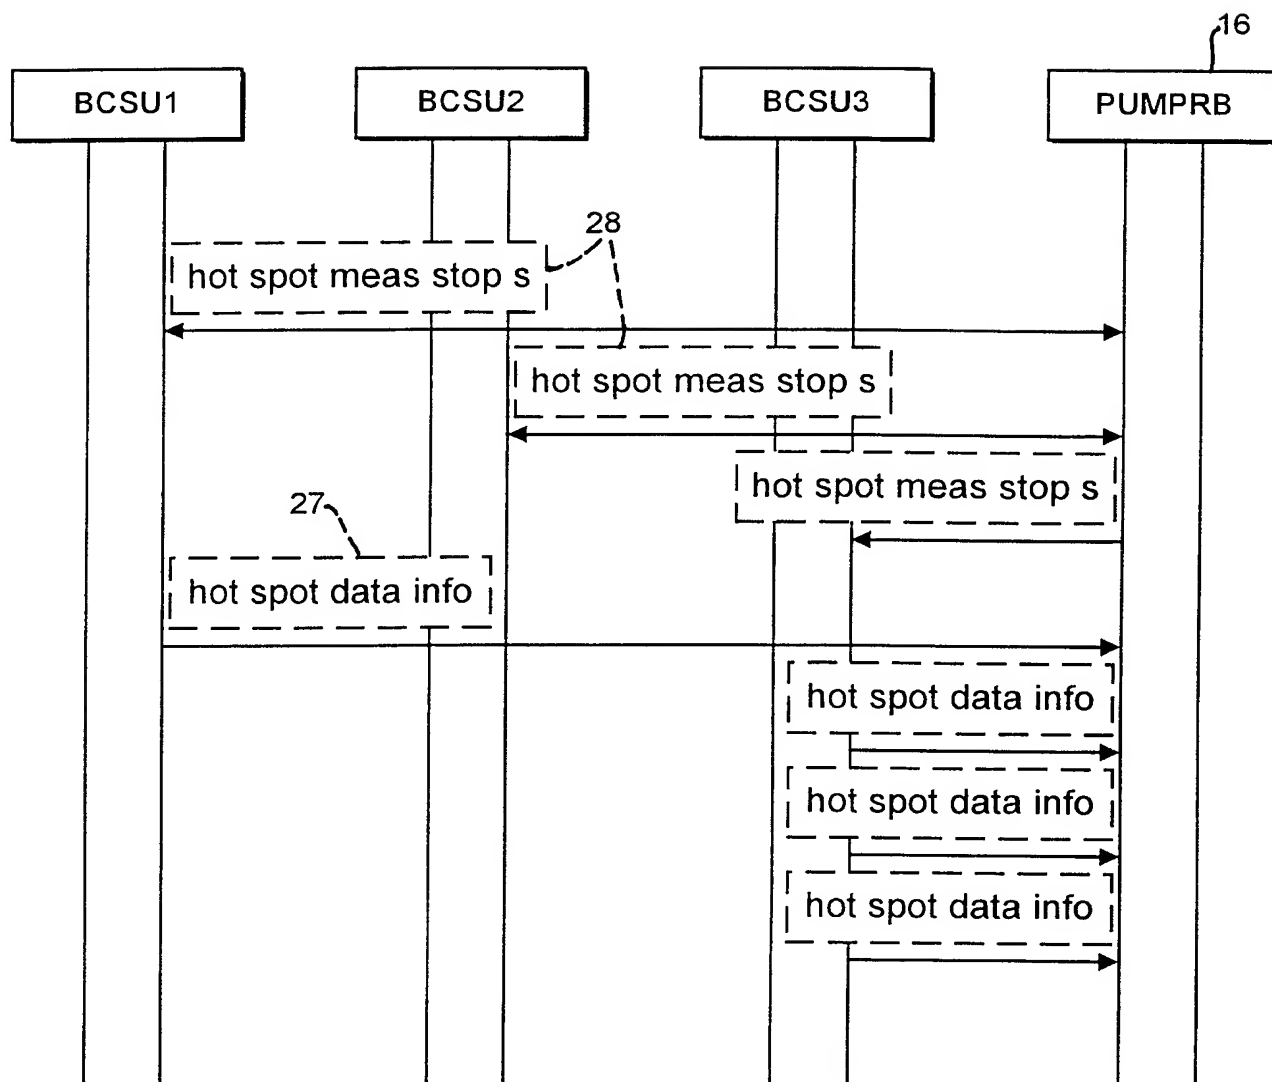 16
BCSU1 BCSU2 BCSU3 PUMPRB
28
hot spot meas stop s
hot spot meas stop s
hot spot meas stop s
27
hot spot data info
hot spot data info
hot spot data info
hot spot data info